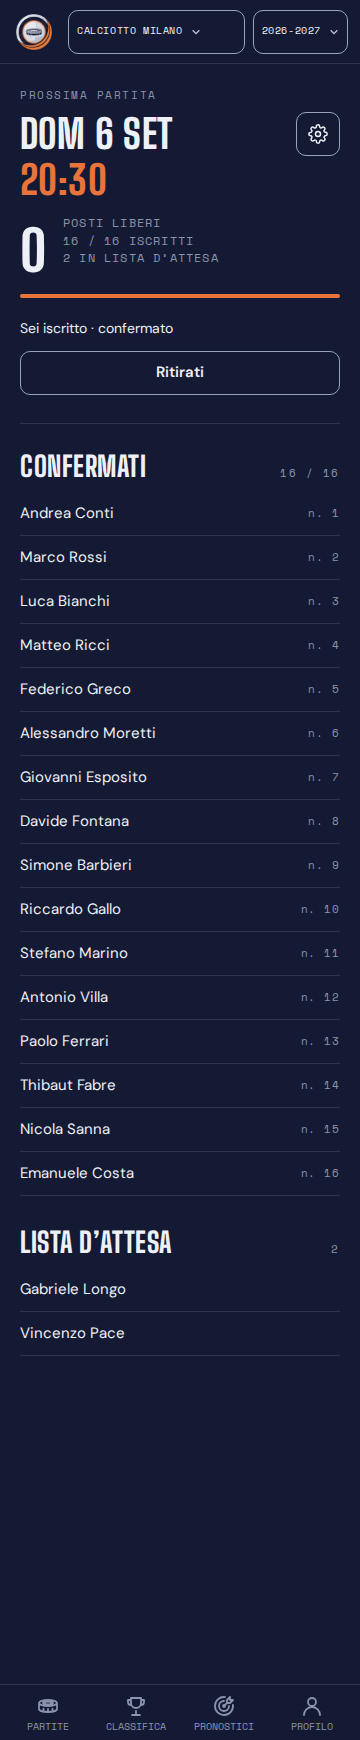 CALCIOTTO MILANO
2026-2027
PROSSIMA PARTITA
DOM 6 SET
20:30
0
POSTI LIBERI
16 / 16 ISCRITTI
2 IN LISTA D'ATTESA
Sei iscritto · confermato
Ritirati
CONFERMATI 16 / 16
Andrea Conti n. 1
Marco Rossi n. 2
Luca Bianchi n. 3
Matteo Ricci n. 4
Federico Greco n. 5
Alessandro Moretti n. 6
Giovanni Esposito n. 7
Davide Fontana n. 8
Simone Barbieri n. 9
Riccardo Gallo n. 10
Stefano Marino n. 11
Antonio Villa n. 12
Paolo Ferrari n. 13
Thibaut Fabre n. 14
Nicola Sanna n. 15
Emanuele Costa n. 16
LISTA D’ATTESA 2
Gabriele Longo
Vincenzo Pace
PARTITE CLASSIFICA PRONOSTICI PROFILO